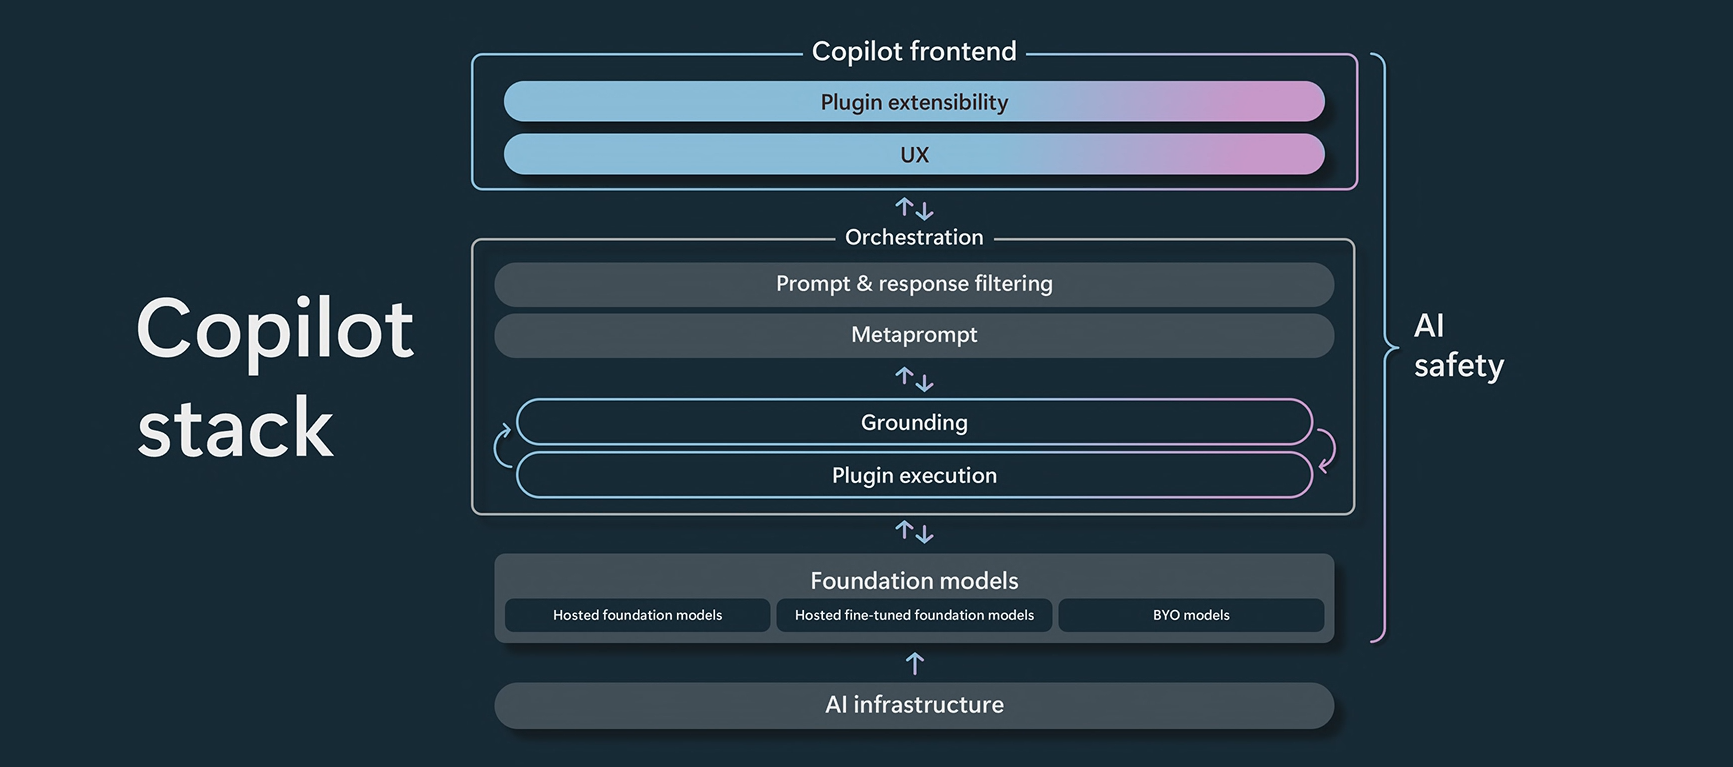 Copilot
stack
Copilot frontend
Plugin extensibility
UX
Orchestration
Prompt & response filtering
Metaprompt
Grounding
Plugin execution
Foundation models
Hosted foundation models
Hosted fine-tuned foundation models
BYO models
AI infrastructure
AI
safety